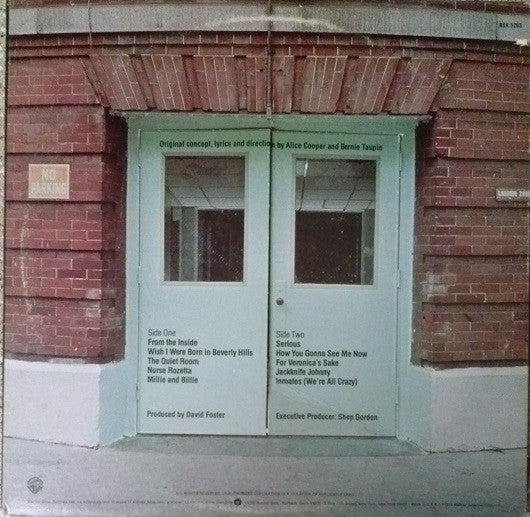 BSK 3263
Original concept, lyrics and direction by Alice Cooper and Bernie Taupin
NO
PARKING
Side One
From the Inside
Wish I Were Born in Beverly Hills
The Quiet Room
Nurse Rozetta
Millie and Billie
Side Two
Serious
How You Gonna See Me Now
For Veronica's Sake
Jackknife Johnny
Inmates (We're All Crazy)
Produced by David Foster
Executive Producer: Shep Gordon